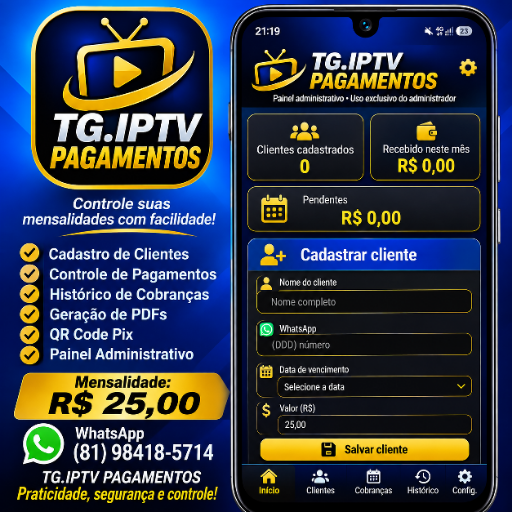 TG.IPTV
PAGAMENTOS
Controle suas
mensalidades com facilidade!
Cadastro de Clientes
Controle de Pagamentos
Histórico de Cobranças
Geração de PDFs
QR Code Pix
Painel Administrativo
Mensalidade:
R$ 25,00
WhatsApp
(81) 98418-5714
TG.IPTV PAGAMENTOS
Praticidade, segurança e controle!
21:19
4G
23
TG.IPTV
PAGAMENTOS
Painel administrativo • Uso exclusivo do administrador
Clientes cadastrados
0
Recebido neste mês
R$ 0,00
Pendentes
R$ 0,00
Cadastrar cliente
Nome do cliente
Nome completo
WhatsApp
(DDD) número
Data de vencimento
Selecione a data
$
Valor (R$)
25,00
Salvar cliente
Início
Clientes
Cobranças
Histórico
Config.